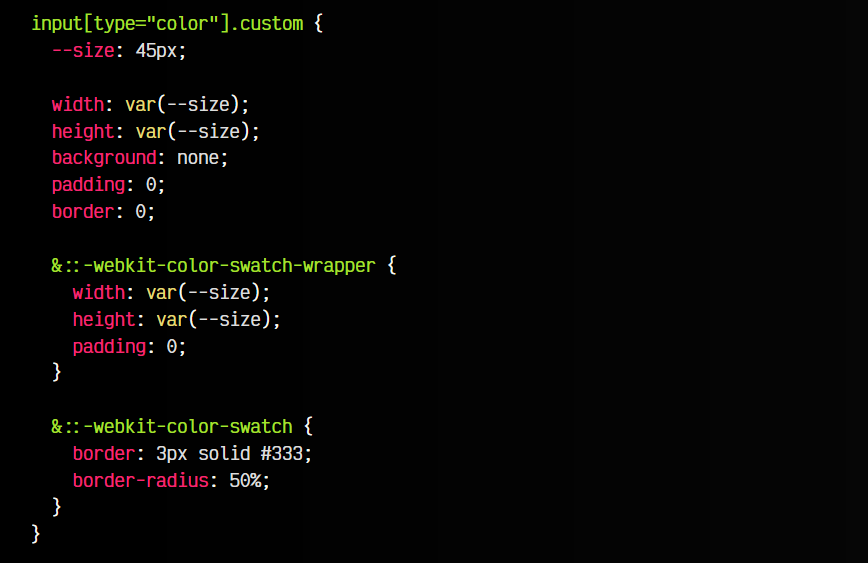 input[type="color"].custom {
--size: 45px;
width: var(--size);
height: var(--size);
background: none;
padding: 0;
border: 0;
&::-webkit-color-swatch-wrapper {
width: var(--size);
height: var(--size);
padding: 0;
}
&::-webkit-color-swatch {
border: 3px solid #333;
border-radius: 50%;
}
}